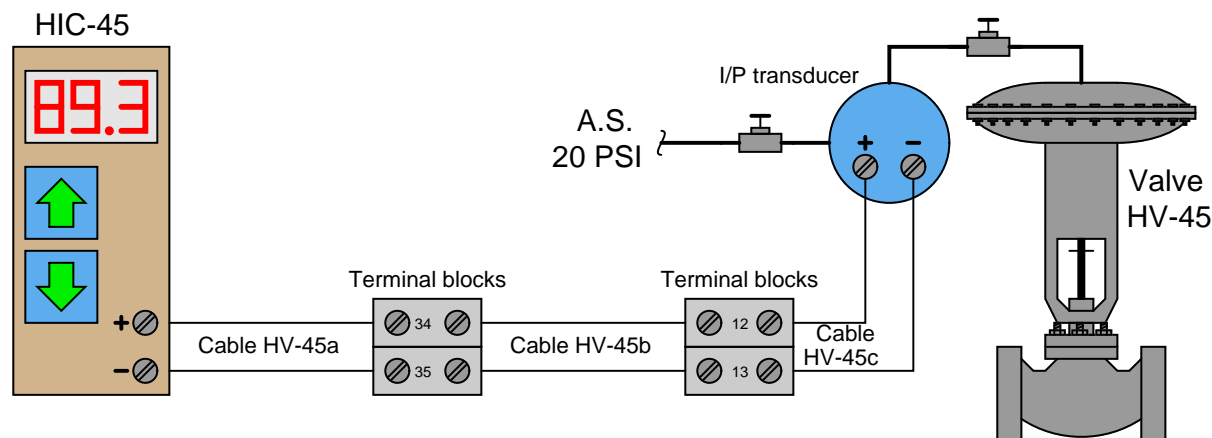 HIC-45
89.3
I/P transducer
A.S.
20 PSI
+ -
Valve
HV-45
Terminal blocks
Terminal blocks
+
34
12
Cable HV-45a
Cable HV-45b
Cable
HV-45c
-
35
13